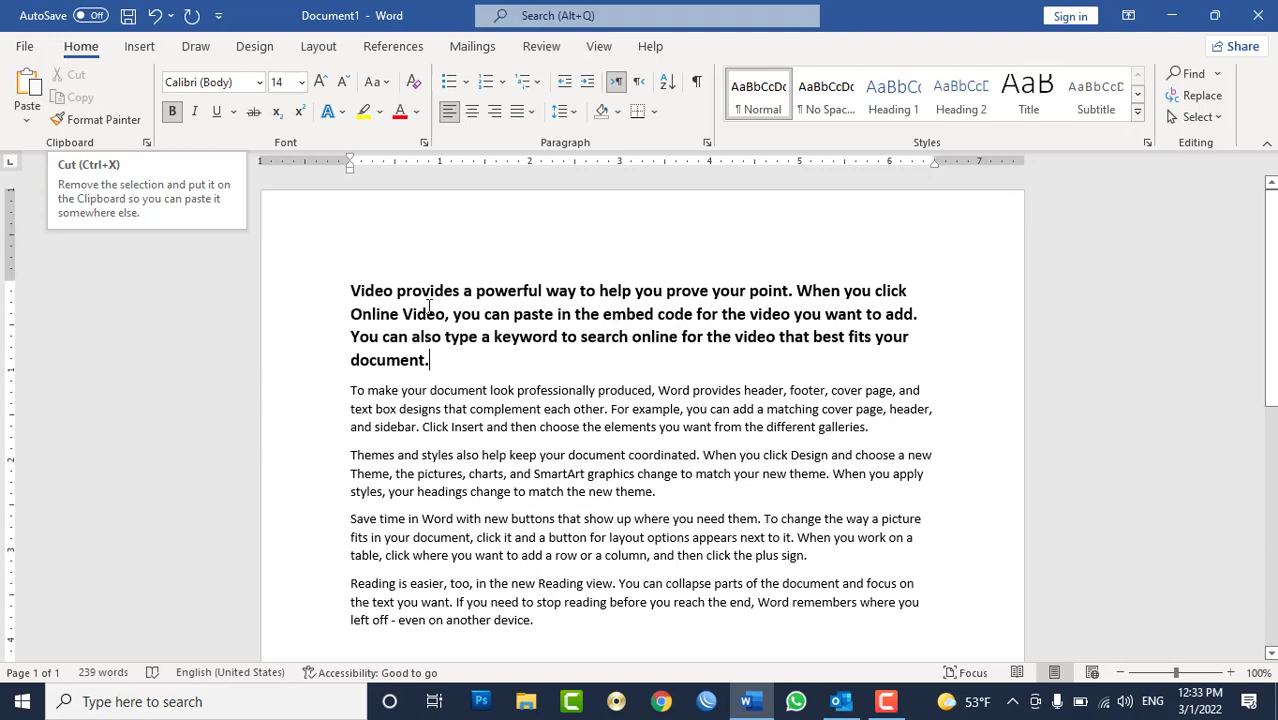 AutoSave Off
Document1 - Word
Search (Alt+Q)
Sign in
File Home Insert Draw Design Layout References Mailings Review View Help
Share
Paste
Cut
Copy
Format Painter
Clipboard
Calibri (Body) 14
Font
Paragraph
AaBbCcDc AaBbCcDc AaBbCc AaBbCcD AaB AaBbCcD
¶ Normal ¶ No Spac... Heading 1 Heading 2 Title Subtitle
Styles
Find
Replace
Select
Editing
Cut (Ctrl+X)
Remove the selection and put it on
the Clipboard so you can paste it
somewhere else.
1 1 2 3 4 5 6 7
Video provides a powerful way to help you prove your point. When you click
Online Video, you can paste in the embed code for the video you want to add.
You can also type a keyword to search online for the video that best fits your
document.
To make your document look professionally produced, Word provides header, footer, cover page, and
text box designs that complement each other. For example, you can add a matching cover page, header,
and sidebar. Click Insert and then choose the elements you want from the different galleries.
Themes and styles also help keep your document coordinated. When you click Design and choose a new
Theme, the pictures, charts, and SmartArt graphics change to match your new theme. When you apply
styles, your headings change to match the new theme.
Save time in Word with new buttons that show up where you need them. To change the way a picture
fits in your document, click it and a button for layout options appears next to it. When you work on a
table, click where you want to add a row or a column, and then click the plus sign.
Reading is easier, too, in the new Reading view. You can collapse parts of the document and focus on
the text you want. If you need to stop reading before you reach the end, Word remembers where you
left off - even on another device.
Page 1 of 1 239 words English (United States) Accessibility: Good to go Focus 100%
Type here to search
53°F
ENG
12:33 PM
3/1/2022